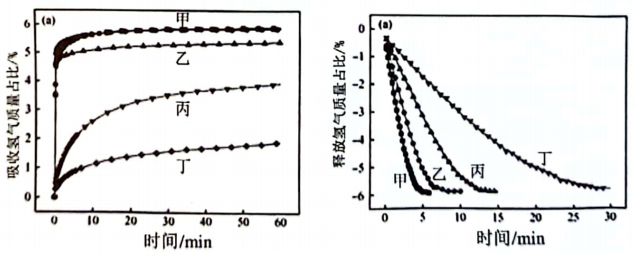 (a)
甲
乙
丙
丁
吸收氢气质量占比/%
6
5
4
3
2
1
0
0 10 20 30 40 50 60
时间/min
(a)
甲 乙 丙 丁
释放氢气质量占比/%
0
-1
-2
-3
-4
-5
-6
0 5 10 15 20 25 30
时间/min